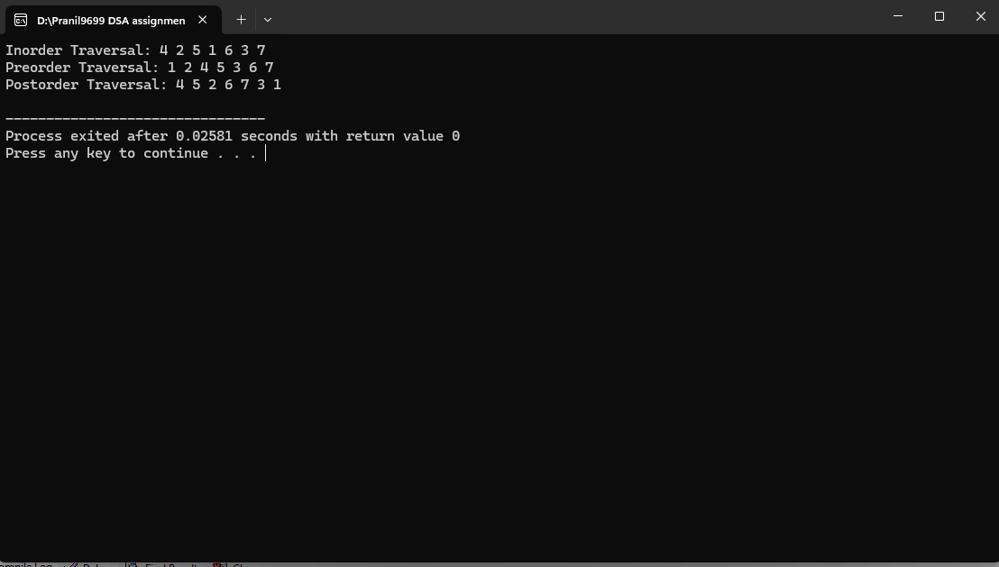 D:\Pranil9699 DSA assignmen
Inorder Traversal: 4 2 5 1 6 3 7
Preorder Traversal: 1 2 4 5 3 6 7
Postorder Traversal: 4 5 2 6 7 3 1
--------------------------------
Process exited after 0.02581 seconds with return value 0
Press any key to continue . . .